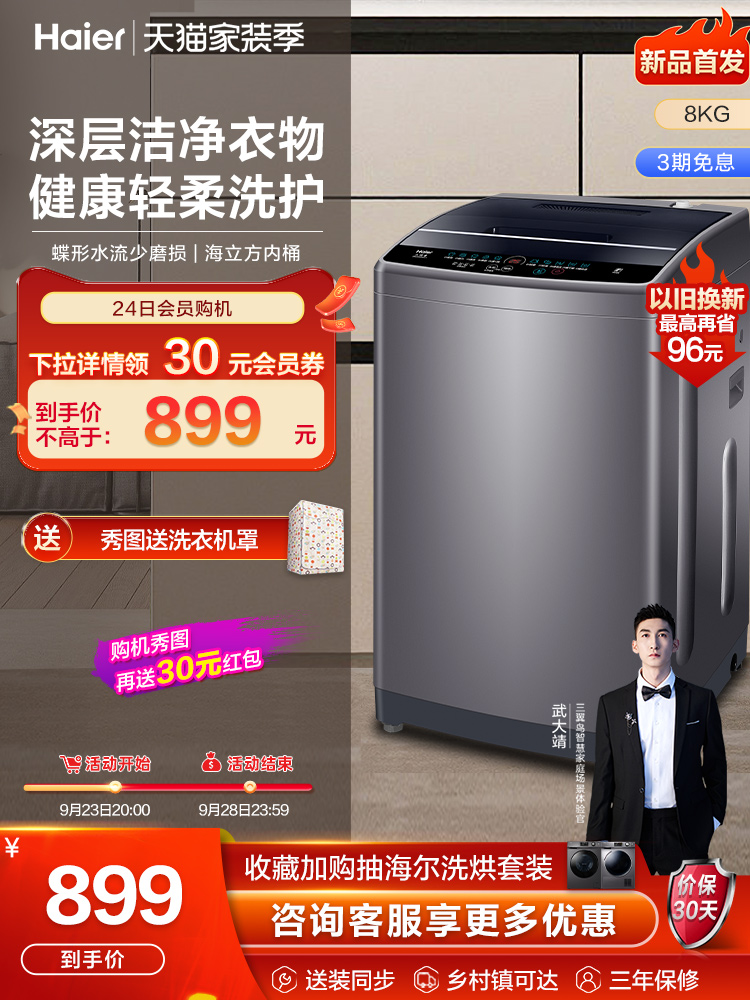 Haier 天猫家装季
新品首发
8KG
3期免息
深层洁净衣物
健康轻柔洗护
蝶形水流少磨损 | 海立方内桶
24日会员购机
下拉详情领 30 元会员券
到手价
不高于： 899 元
Haier
以旧换新
最高再省
96元
送 秀图送洗衣机罩
购机秀图
再送30元红包
武大靖
三翼鸟智慧家庭场景体验官
活动开始 活动结束
9月23日20:00 9月28日23:59
¥
899
到手价
收藏加购抽海尔洗烘套装
咨询客服享更多优惠
价保
30天
送装同步 乡村镇可达 三年保修